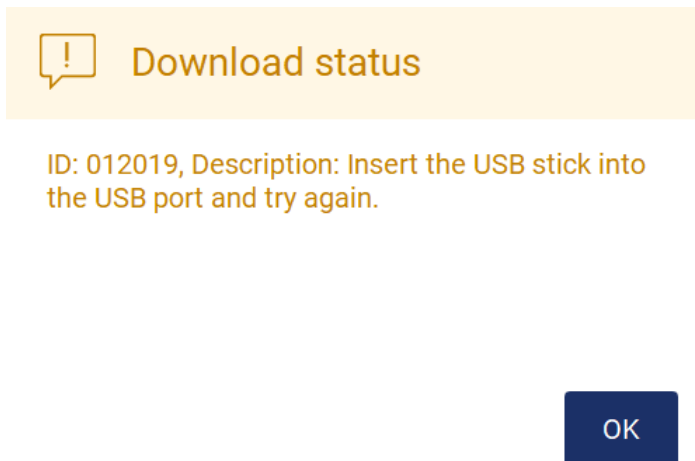 Download status
ID: 012019, Description: Insert the USB stick into
the USB port and try again.
OK